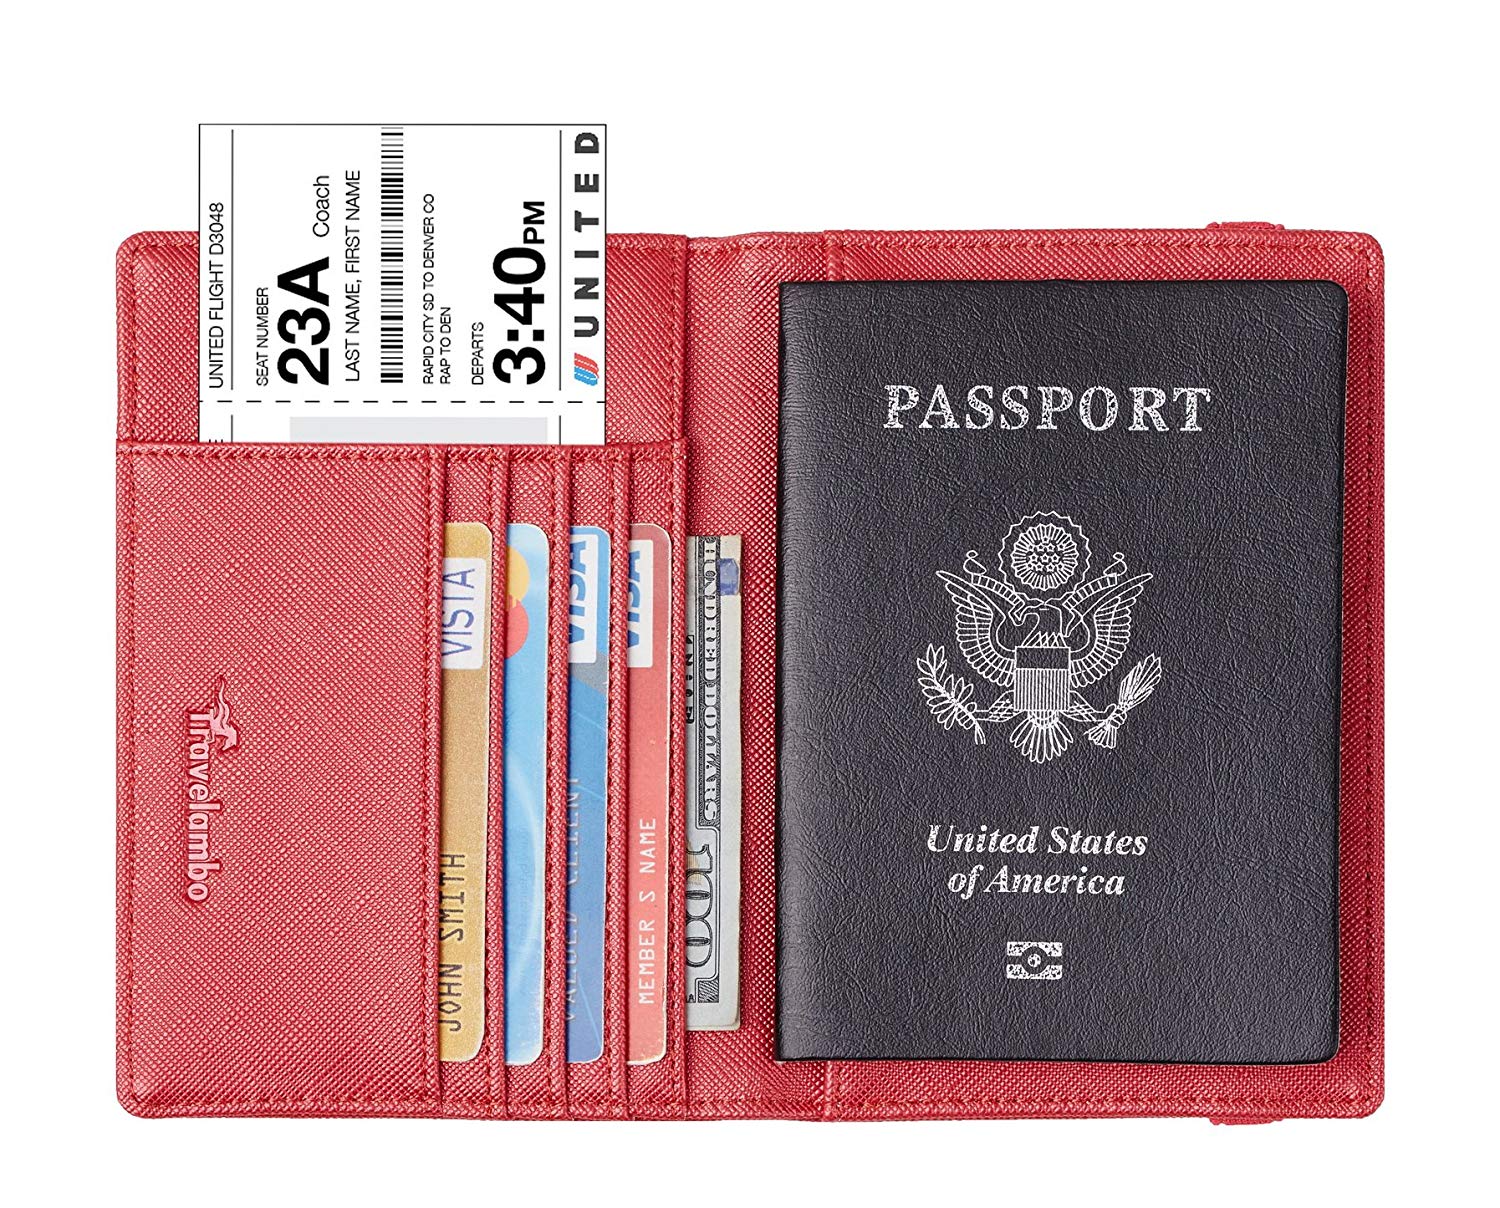 UNITED FLIGHT D3048
SEAT NUMBER
23A Coach
LAST NAME, FIRST NAME
RAPID CITY SD TO DENVER CO
RAP TO DEN
DEPARTS
3:40PM
UNITED
Travelambo
VISTA
JOHN SMITH
VISA
VALUED CLIENT
VISA
MEMBER S NAME
100
PASSPORT
United States
of America